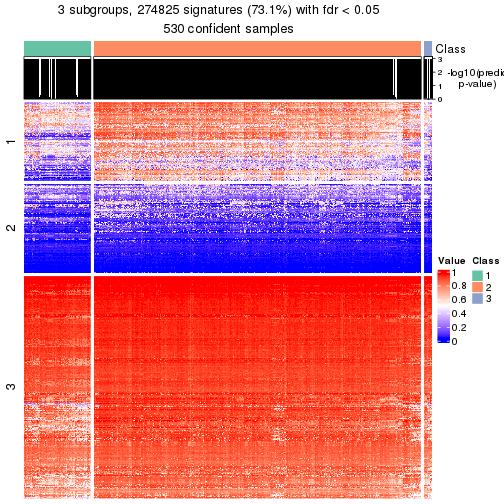 3 subgroups, 274825 signatures (73.1%) with fdr < 0.05
530 confident samples
Class
3
2
1
0
-log10(predi
p-value)
1
2
3
Value
1
0.8
0.6
0.4
0.2
0
Class
1
2
3